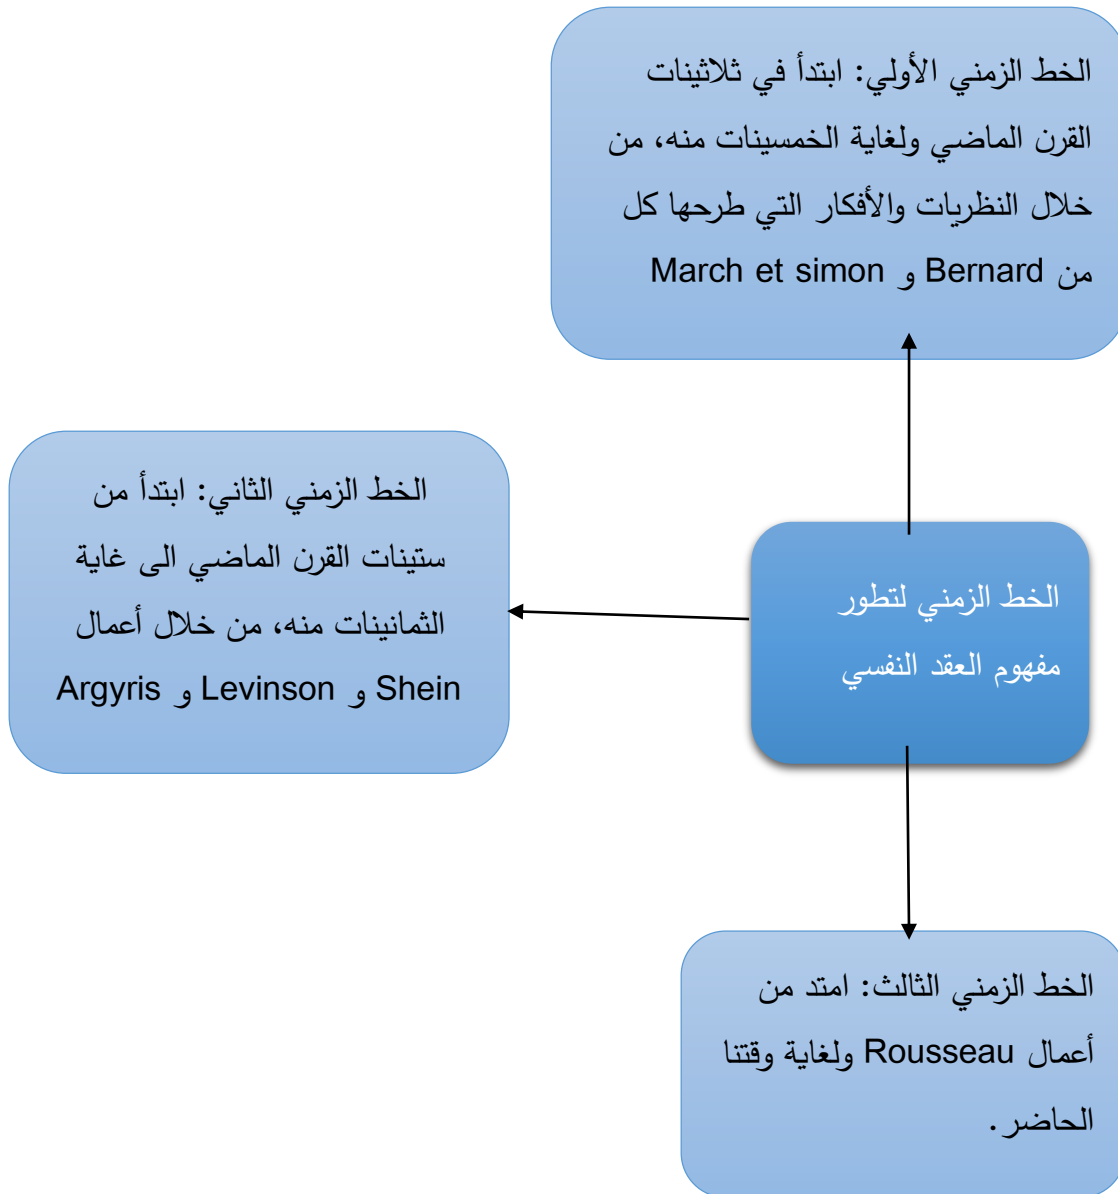 الخط الزمني الأولي: ابتدأ في ثلاثينات
القرن الماضي ولغاية الخمسينات منه، من
خلال النظريات والأفكار التي طرحها كل
من Bernard و March et simon
الخط الزمني لتطور
مفهوم العقد النفسي
الخط الزمني الثاني: ابتدأ من
ستينات القرن الماضي الى غاية
الثمانينات منه، من خلال أعمال
Shein و Levinson و Argyris
الخط الزمني الثالث: امتد من
أعمال Rousseau ولغاية وقتنا
الحاضر.